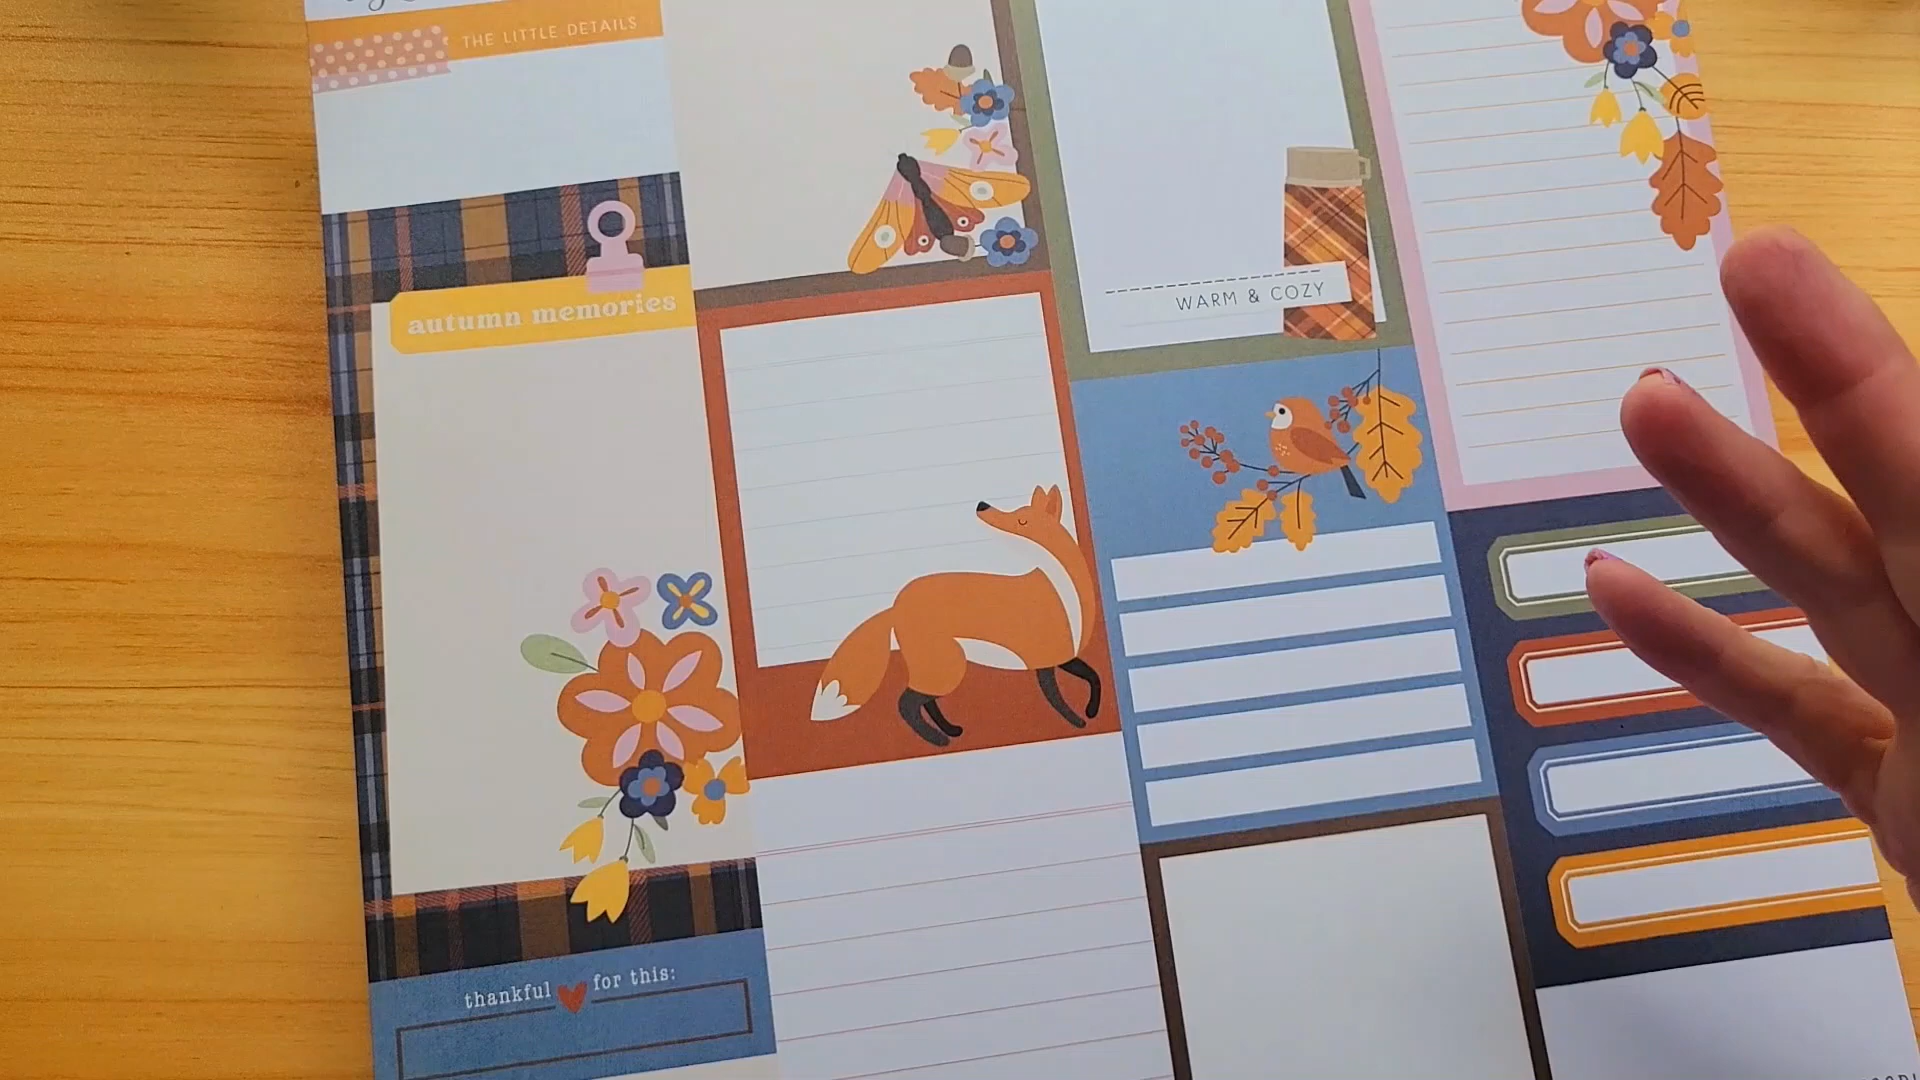 THE LITTLE DETAILS
autumn memories
WARM & COZY
thankful for this: